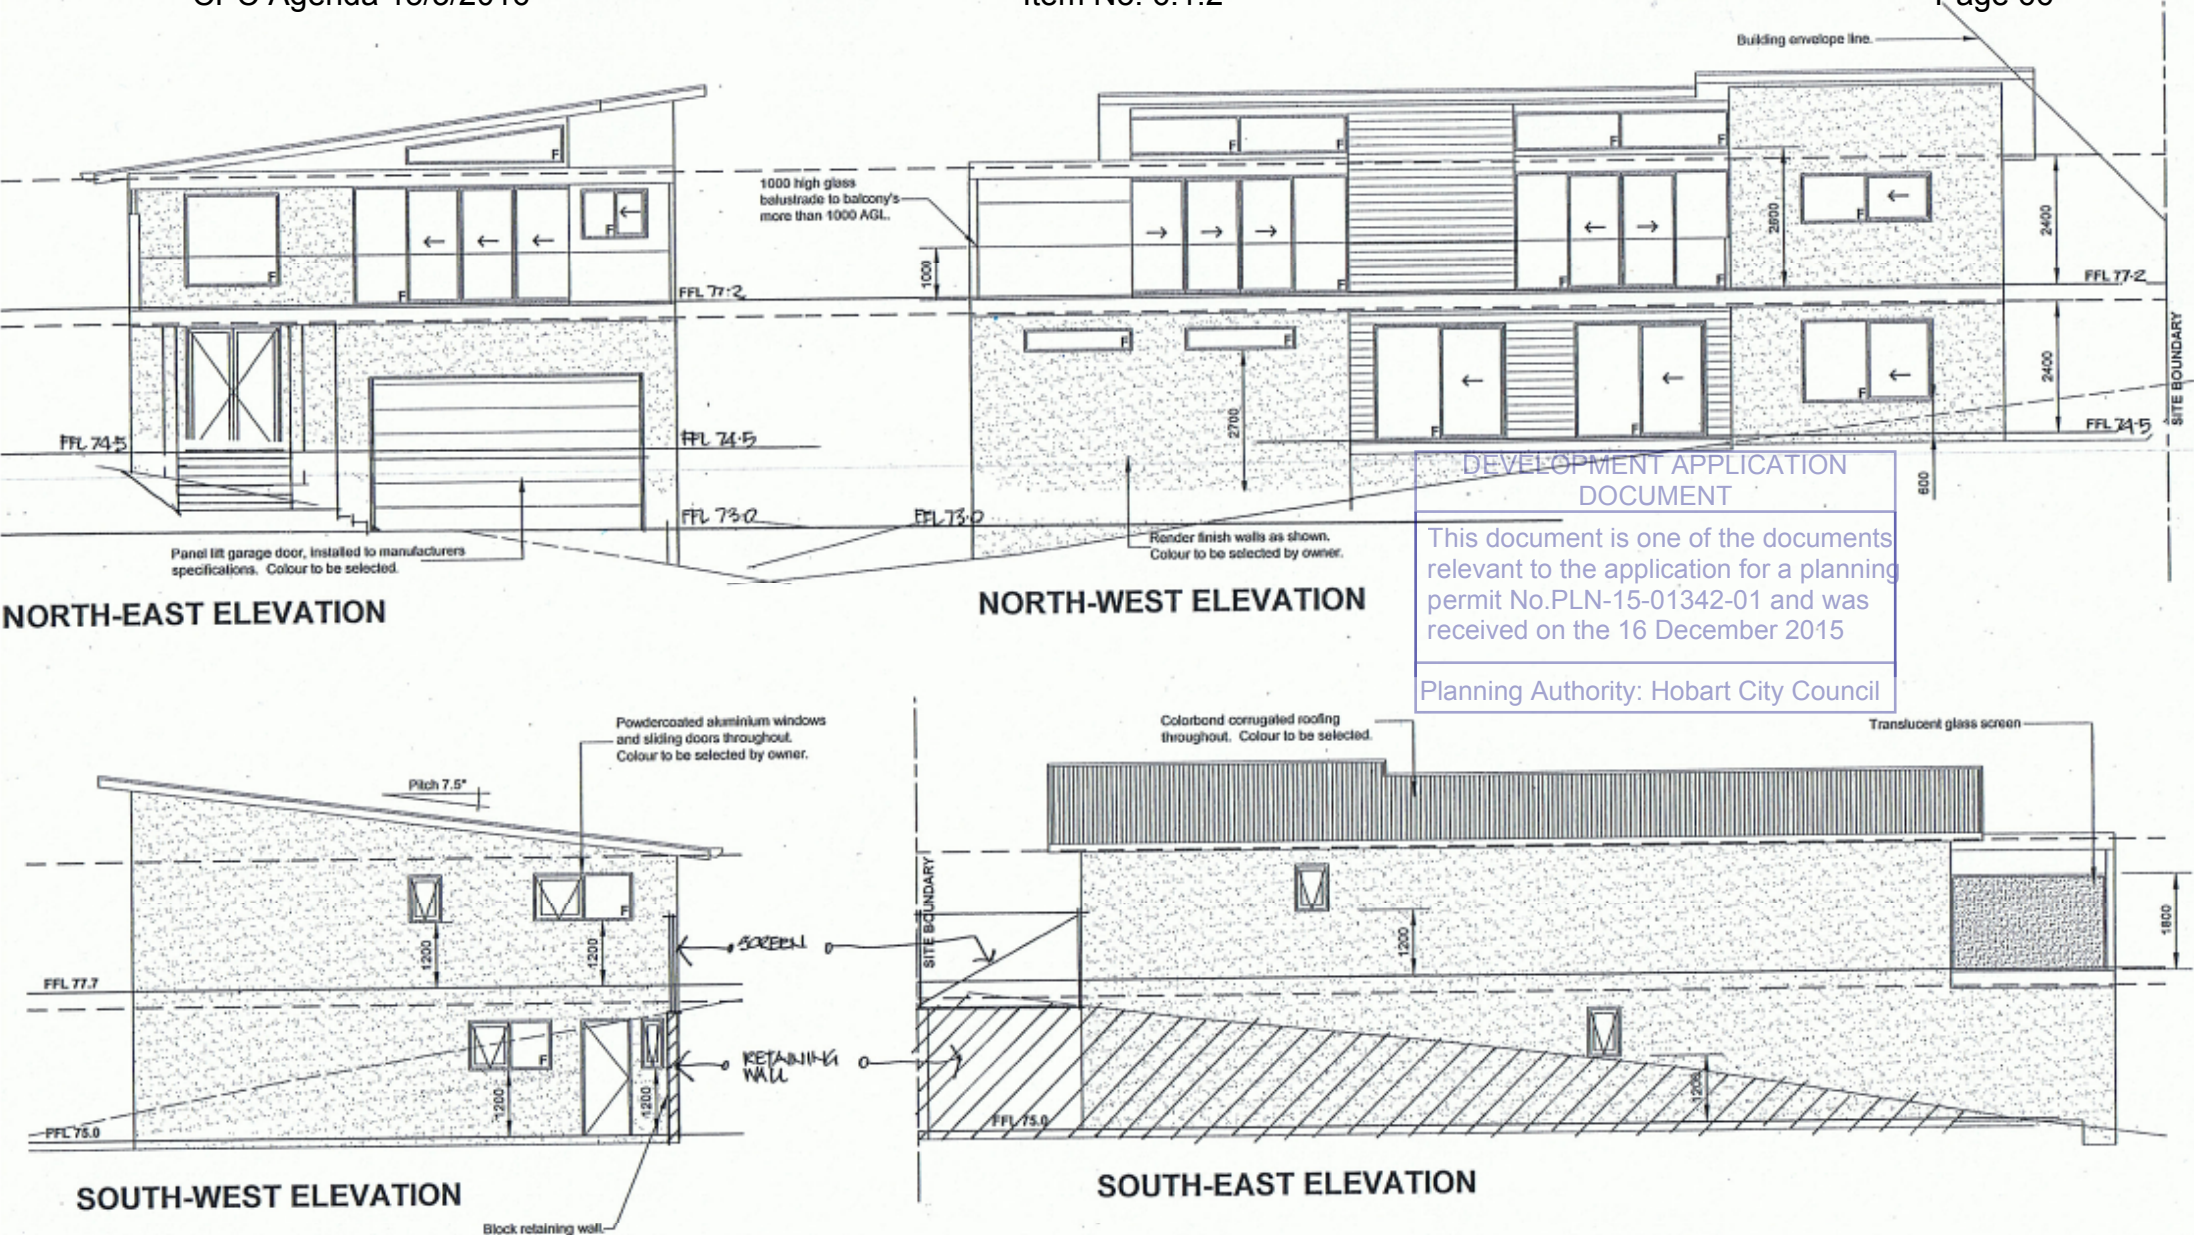 Building envelope line.
1000 high glass
balustrade to balcony's
more than 1000 AGL.
F
F
F
F
1000
FFL 77.2
FFL 74.5
FFL 74.5
FFL 73.0
FFL 73.0
Panel lift garage door, installed to manufacturers
specifications. Colour to be selected.
NORTH-EAST ELEVATION
F
F
F
F
F
F
F
F
2600
2400
FFL 77.2
F
F
F
F
F
2700
2400
FFL 74.5
600
SITE BOUNDARY
Render finish walls as shown.
Colour to be selected by owner.
NORTH-WEST ELEVATION
DEVELOPMENT APPLICATION
DOCUMENT
This document is one of the documents
relevant to the application for a planning
permit No.PLN-15-01342-01 and was
received on the 16 December 2015
Planning Authority: Hobart City Council
Powdercoated aluminium windows
and sliding doors throughout.
Colour to be selected by owner.
Pitch 7.5°
F
1200
1200
FFL 77.7
F
1200
1200
FFL 75.0
SCREEN
RETAINING
WALL
SOUTH-WEST ELEVATION
Block retaining wall.
Colorbond corrugated roofing
throughout. Colour to be selected.
Translucent glass screen
SITE BOUNDARY
1200
1800
1200
FFL 75.0
SOUTH-EAST ELEVATION